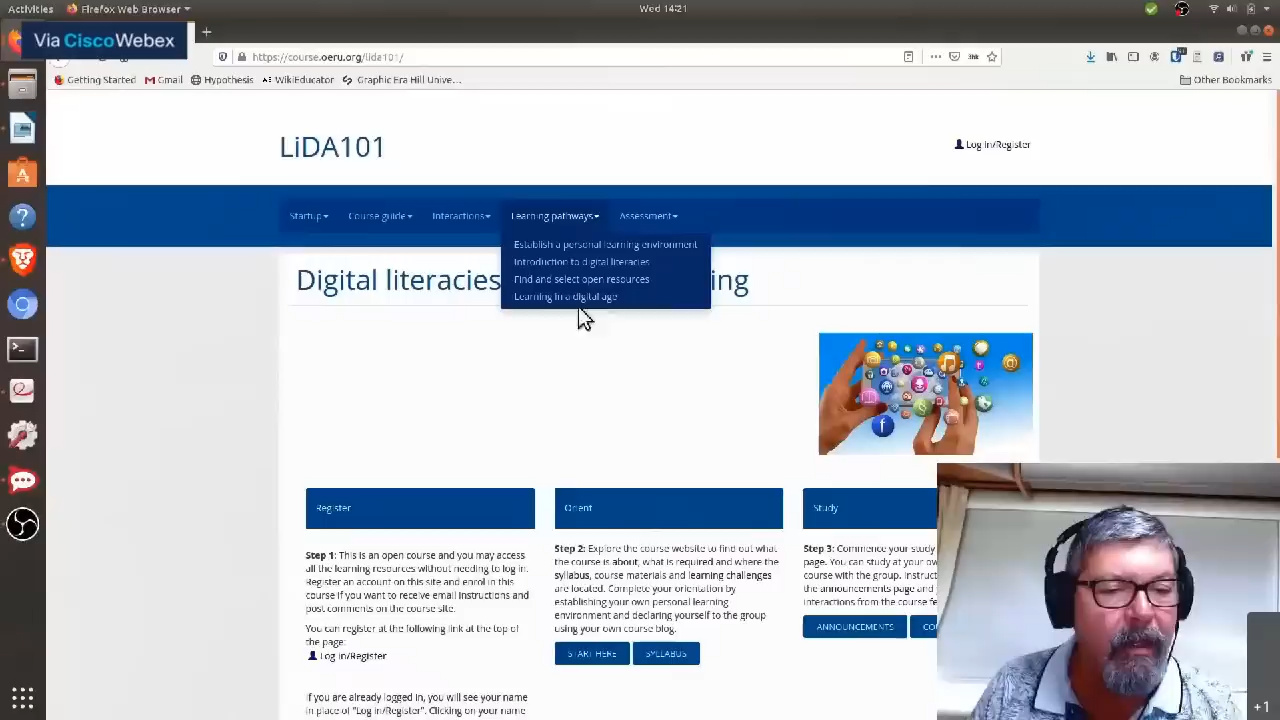 Activities
Firefox Web Browser
Wed 14:21
Via CiscoWebex
+
https://course.oeru.org/lida101/
Getting Started
Gmail
Hypothesis
WikiEducator
Graphic Era Hill Unive...
Other Bookmarks
LiDA101
Log In/Register
Startup
Course guide
Interactions
Learning pathways
Assessment
Establish a personal learning environment
Introduction to digital literacies
Find and select open resources
Learning in a digital age
Digital literacies
ing
Register
Orient
Study
Step 1: This is an open course and you may access
all the learning resources without needing to log in.
Register an account on this site and enrol in this
course if you want to receive email instructions and
post comments on the course site.
You can register at the following link at the top of
the page:
Log in/Register
If you are already logged in, you will see your name
in place of "Log in/Register". Clicking on your name
Step 2: Explore the course website to find out what
the course is about, what is required and where the
syllabus, course materials and learning challenges
are located. Complete your orientation by
establishing your own personal learning
environment and declaring yourself to the group
using your own course blog.
START HERE
SYLLABUS
Step 3: Commence your study
page. You can study at your ow
course with the group. Instruct
the announcements page and
interactions from the course fe
ANNOUNCEMENTS
COU
+1